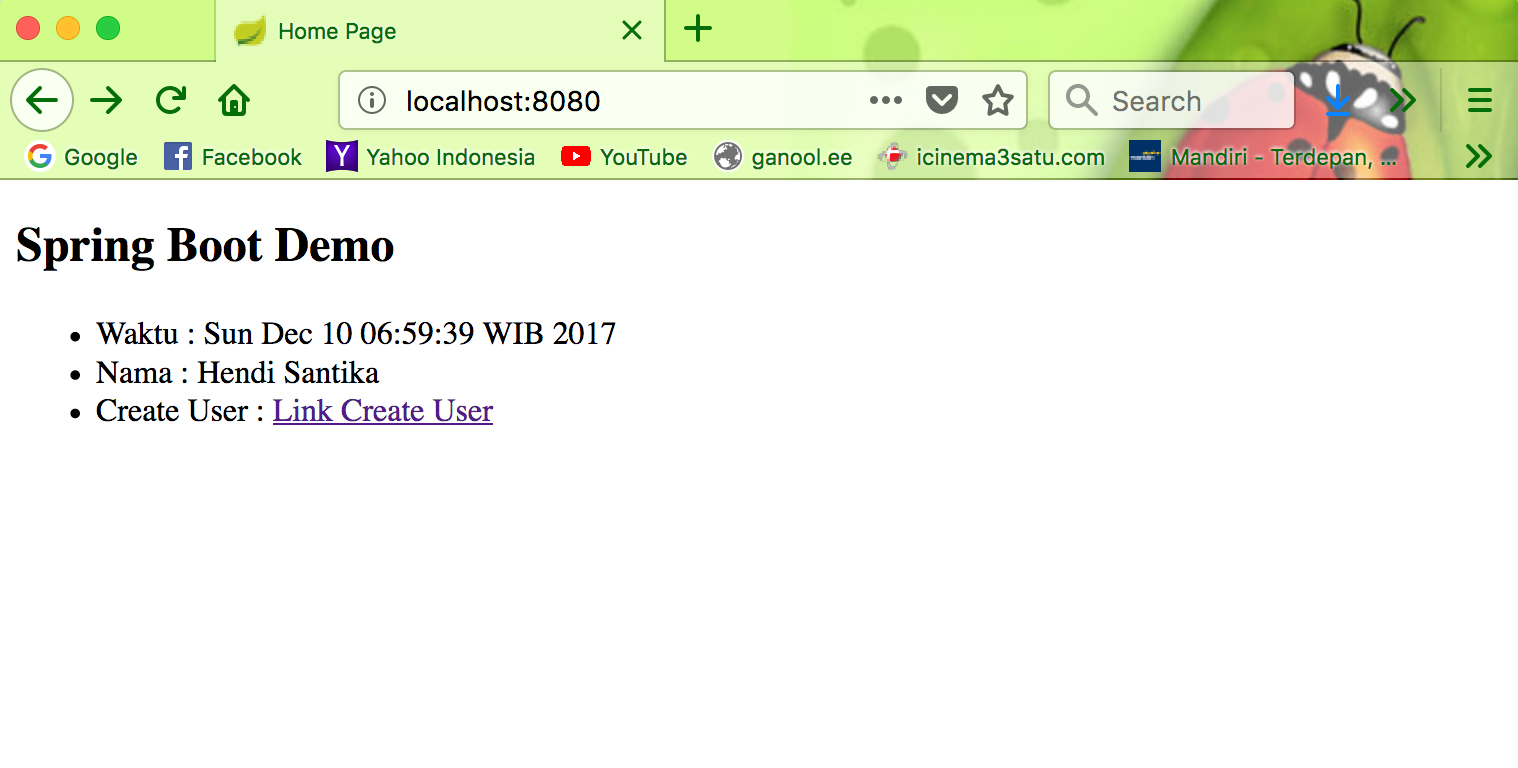 Home Page
localhost:8080
Search
Google Facebook Yahoo Indonesia YouTube ganool.ee icinema3satu.com Mandiri - Terdepan, ...
Spring Boot Demo
Waktu : Sun Dec 10 06:59:39 WIB 2017
Nama : Hendi Santika
Create User : Link Create User